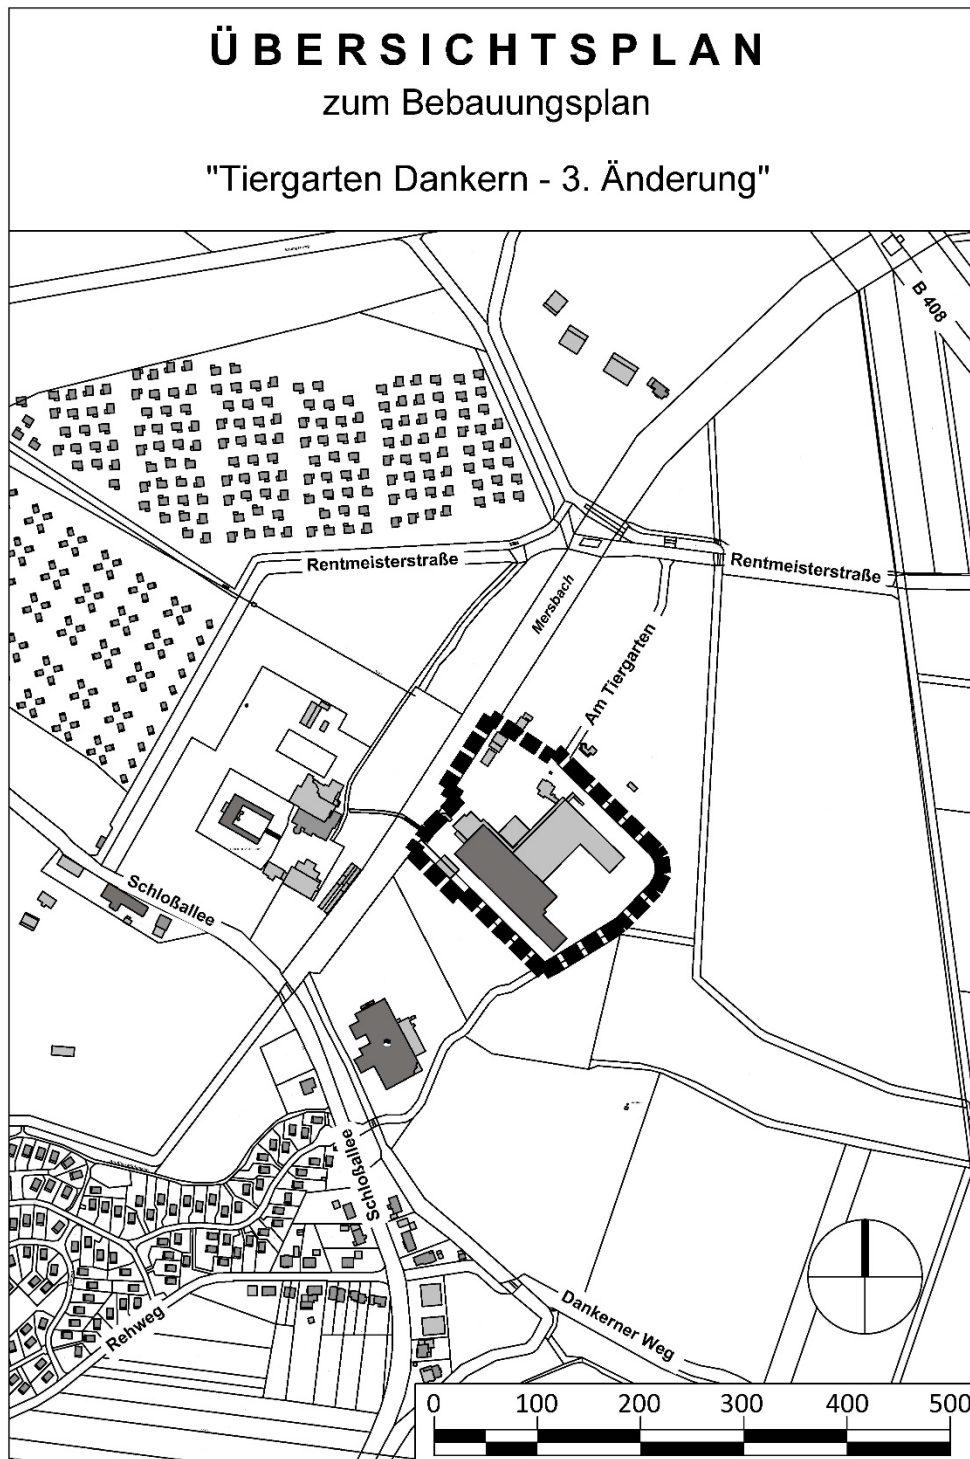 ÜBERSICHTSPLAN
zum Bebauungsplan
"Tiergarten Dankern - 3. Änderung"
B 408
Rentmeisterstraße
Rentmeisterstraße
Mersbach
Am Tiergarten
Schloßallee
Schloßallee
Dankerner Weg
Rehweg
0 100 200 300 400 500